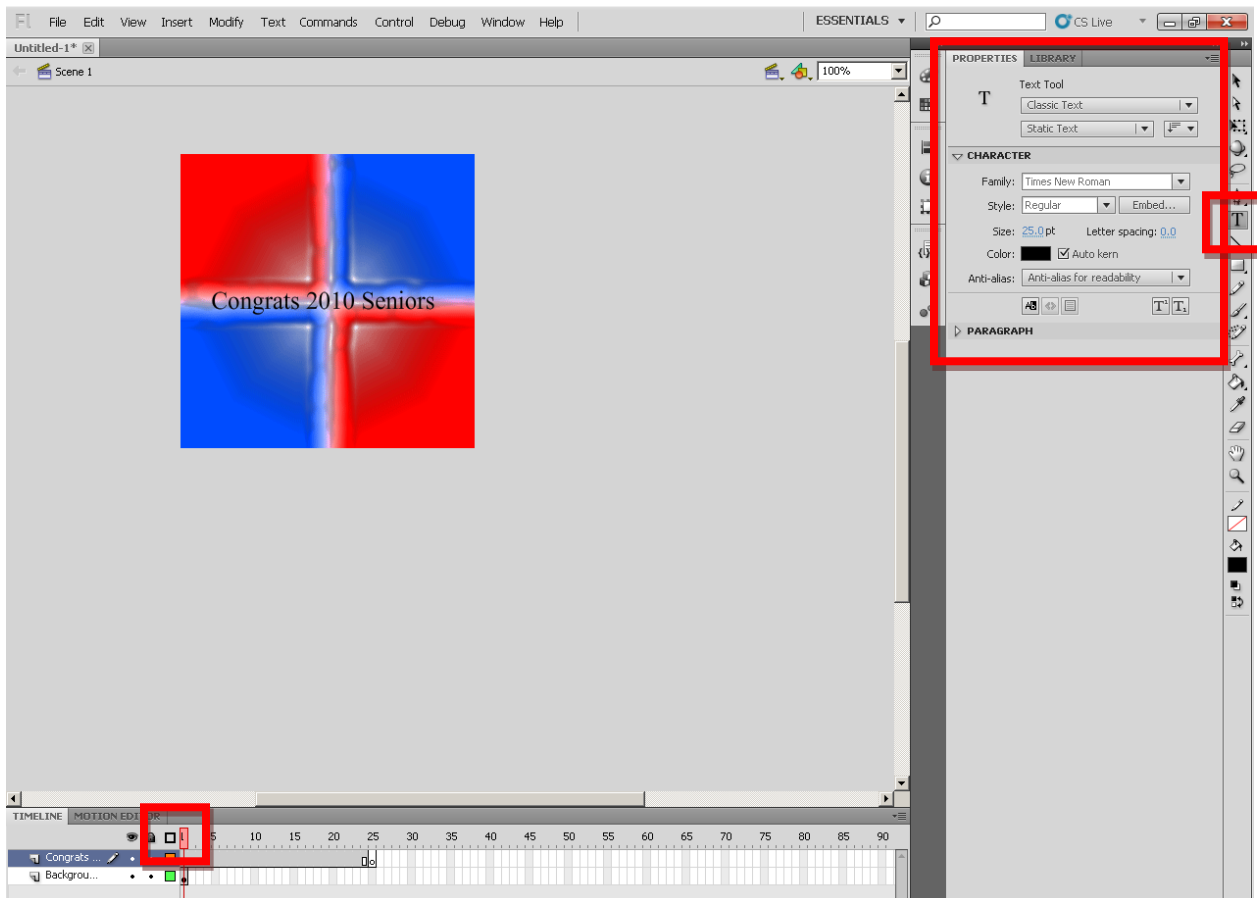 Fl File Edit View Insert Modify Text Commands Control Debug Window Help ESSENTIALS CS Live
Untitled-1*
Scene 1 100%
PROPERTIES LIBRARY
Text Tool
T Classic Text
Static Text
CHARACTER
Family: Times New Roman
Style: Regular Embed...
Size: 25.0 pt Letter spacing: 0.0
Color: Auto kern
Anti-alias: Anti-alias for readability
PARAGRAPH
Congrats 2010 Seniors
TIMELINE MOTION EDITOR
1 5 10 15 20 25 30 35 40 45 50 55 60 65 70 75 80 85 90
Congrats ...
Backgrou...